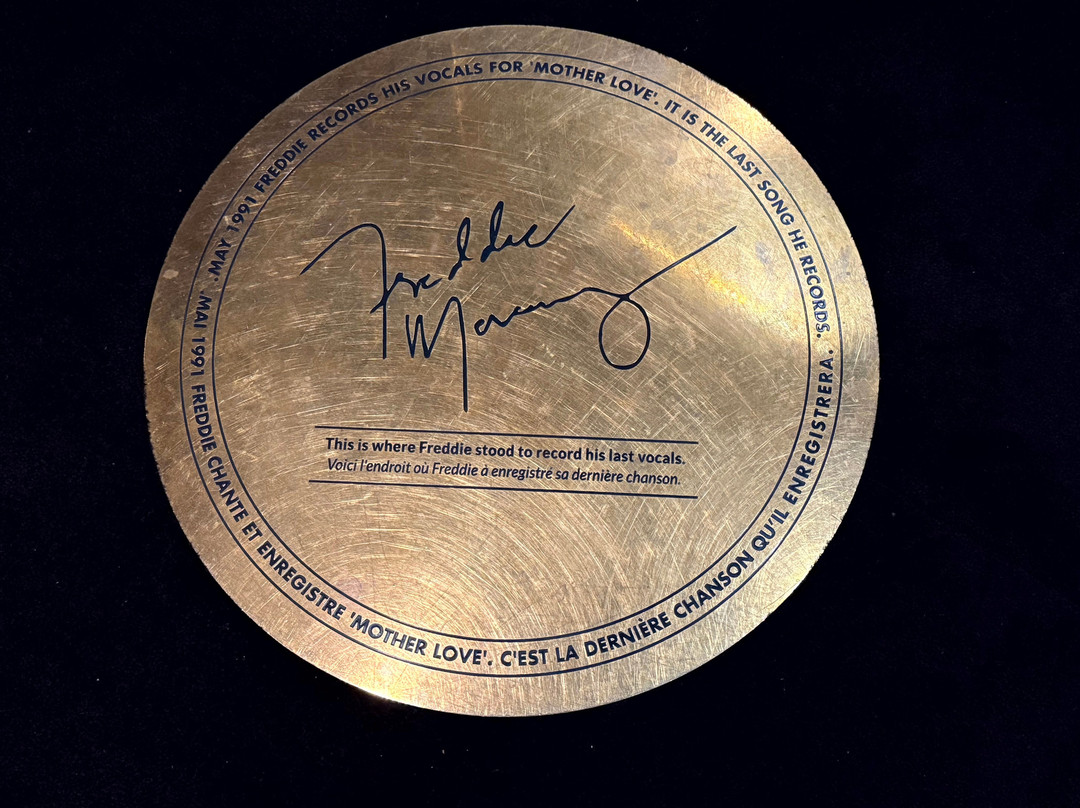 .MAY 1991 FREDDIE RECORDS HIS VOCALS FOR 'MOTHER LOVE'. IT IS THE LAST SONG HE RECORDS.
Freddie
Mercury
This is where Freddie stood to record his last vocals.
Voici l'endroit où Freddie à enregistré sa dernière chanson.
.MAI 1991 FREDDIE CHANTE ET ENREGISTRE 'MOTHER LOVE'. C'EST LA DERNIÈRE CHANSON QU'IL ENREGISTRERA.